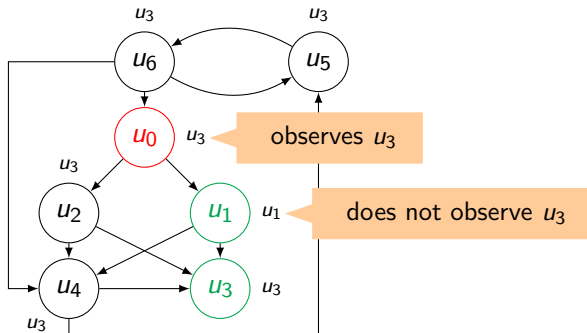 u₃ u₃
u₆ u₅
u₀ u₃ observes u₃
u₃
u₂ u₁ u₁ does not observe u₃
u₄ u₃ u₃
u₃